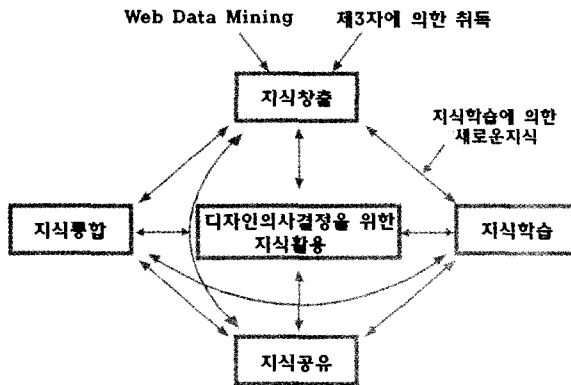 Web Data Mining
제3자에 의한 취득
지식창출
지식학습에 의한
새로운지식
지식통합
디자인의사결정을 위한
지식활용
지식학습
지식공유